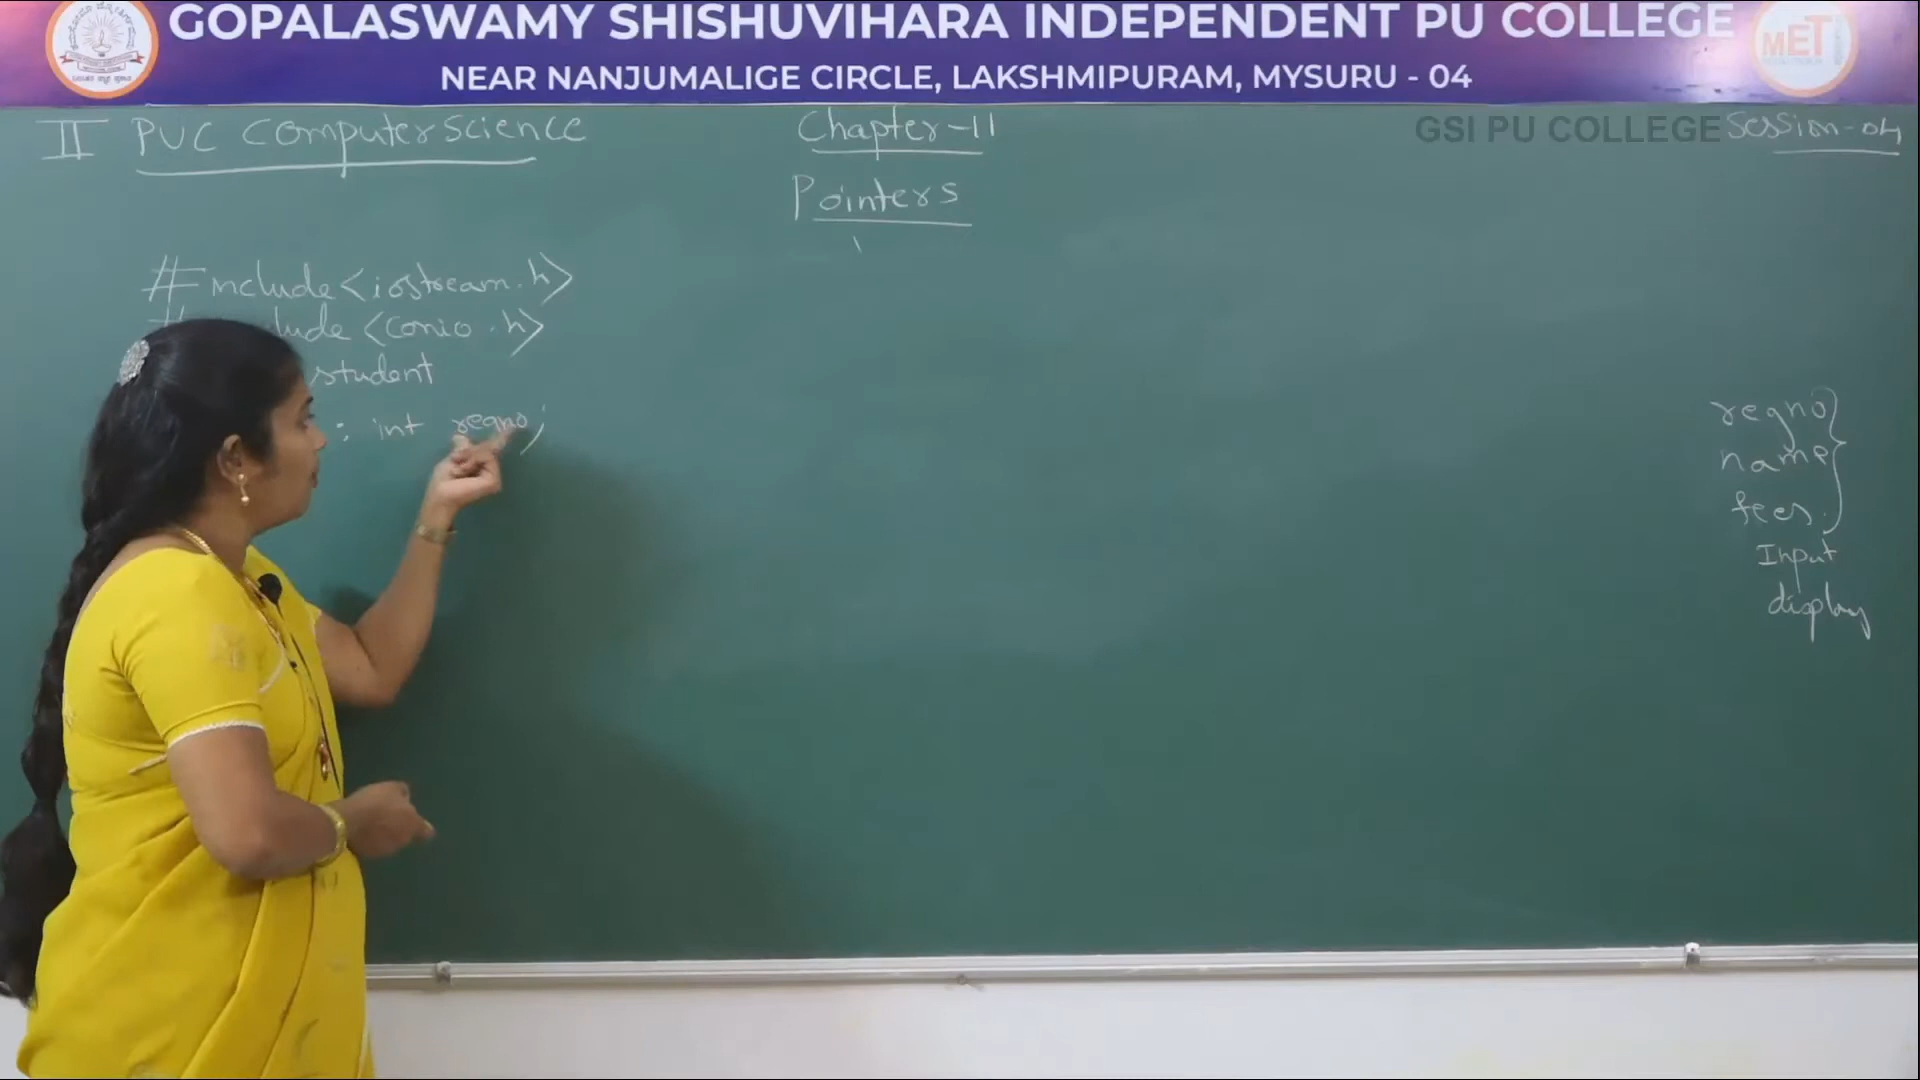 GOPALASWAMY SHISHUVIHARA INDEPENDENT PU COLLEGE
NEAR NANJUMALIGE CIRCLE, LAKSHMIPURAM, MYSURU - 04
MET
II PUC Computer Science
Chapter-11
GSI PU COLLEGE
Session-04
Pointers
#include<iostream.h>
<conio.h>
student
: int regno;
regno
name
fees.
Input
display